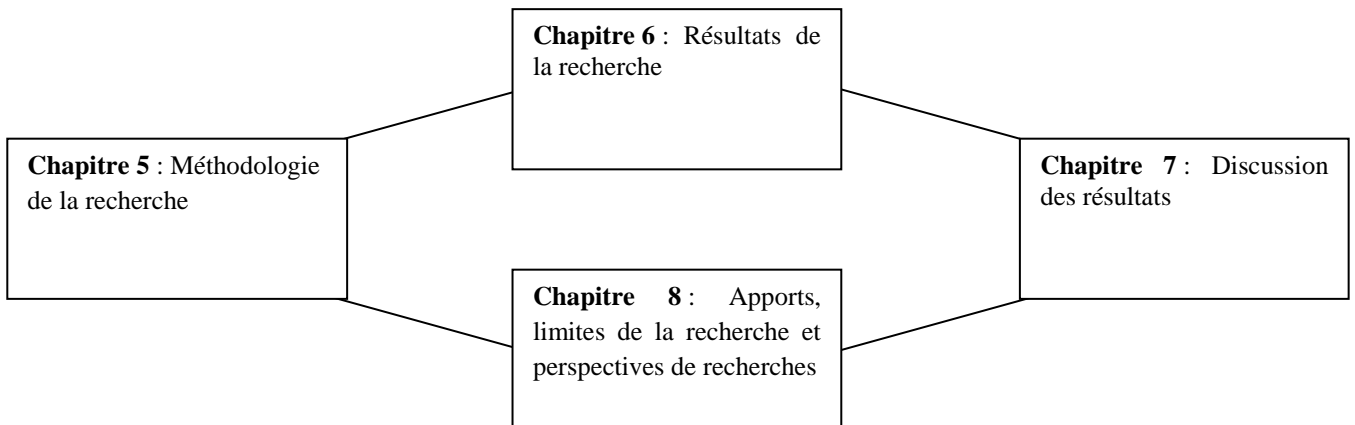 Chapitre 6 : Résultats de
la recherche
Chapitre 5 : Méthodologie
de la recherche
Chapitre 7 : Discussion
des résultats
Chapitre 8 : Apports,
limites de la recherche et
perspectives de recherches